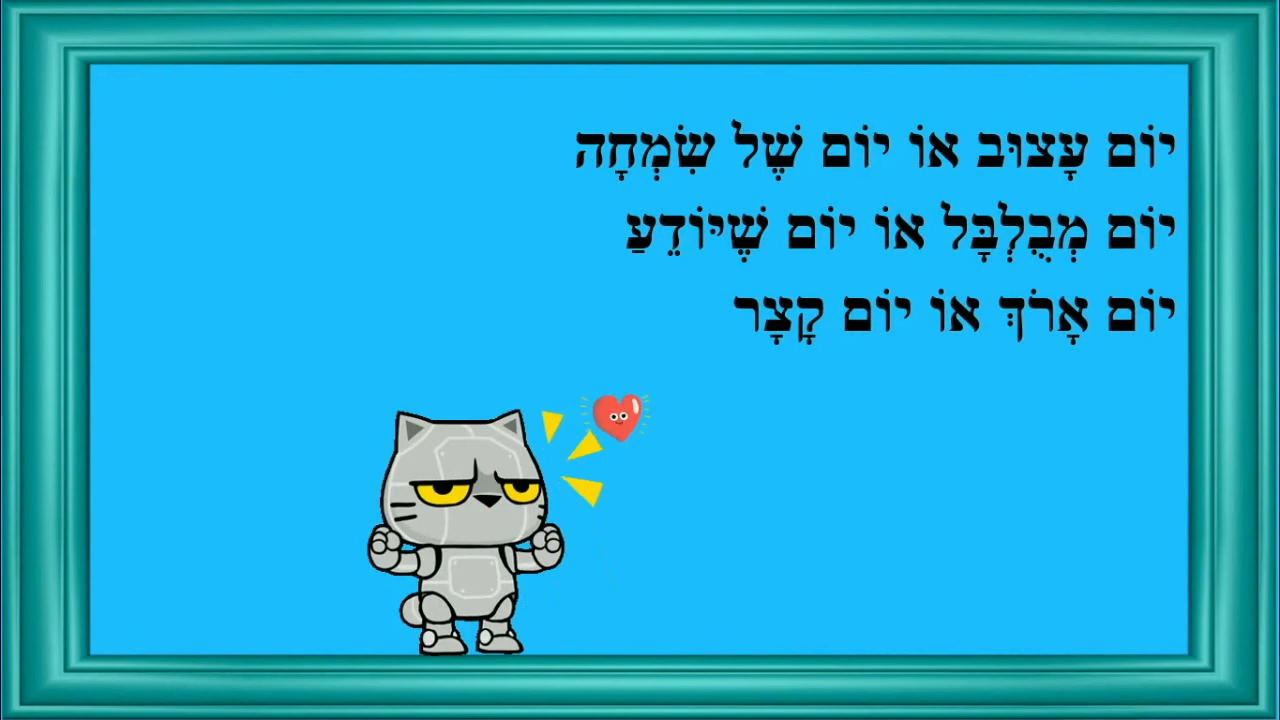 יוֹם עָצוּב אוֹ יוֹם שֶׁל שִׂמְחָה
יוֹם מְבֻלְבָּל אוֹ יוֹם שֶׁיּוֹדֵעַ
יוֹם אָרֹךְ אוֹ יוֹם קָצָר